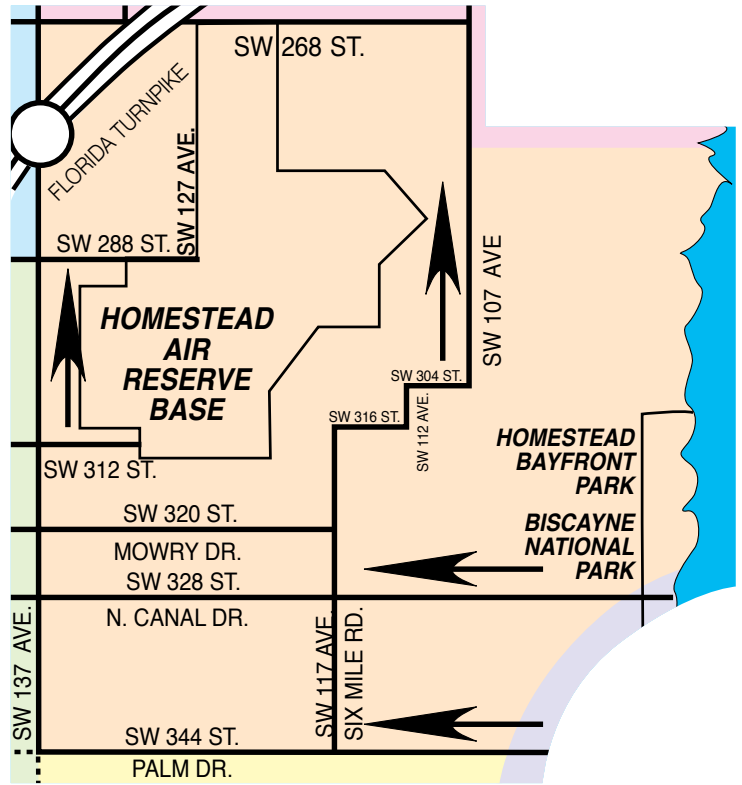 SW 268 ST.
FLORIDA TURNPIKE
SW 127 AVE.
SW 288 ST.
SW 107 AVE
HOMESTEAD
AIR
RESERVE
BASE
SW 304 ST.
SW 112 AVE.
SW 316 ST.
HOMESTEAD
BAYFRONT
PARK
SW 312 ST.
BISCAYNE
NATIONAL
PARK
SW 320 ST.
MOWRY DR.
SW 328 ST.
N. CANAL DR.
SW 137 AVE.
SW 117 AVE.
SIX MILE RD.
SW 344 ST.
PALM DR.